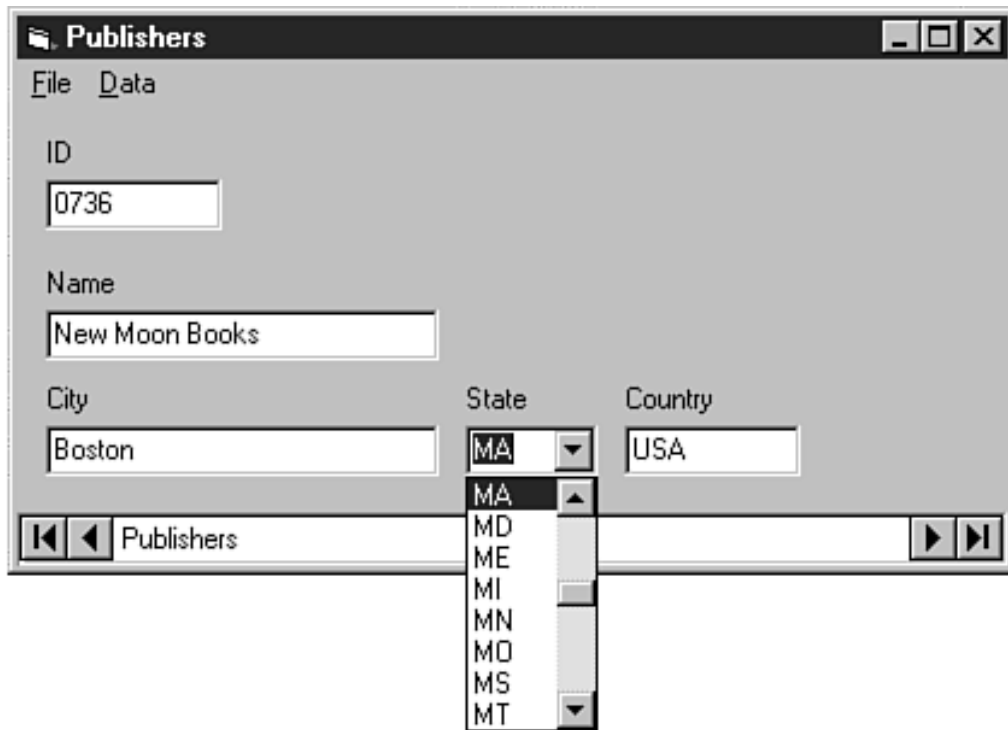 Publishers
File Data
ID
0736
Name
New Moon Books
City State Country
Boston MA USA
MA
MD
Publishers
ME
MI
MN
MO
MS
MT